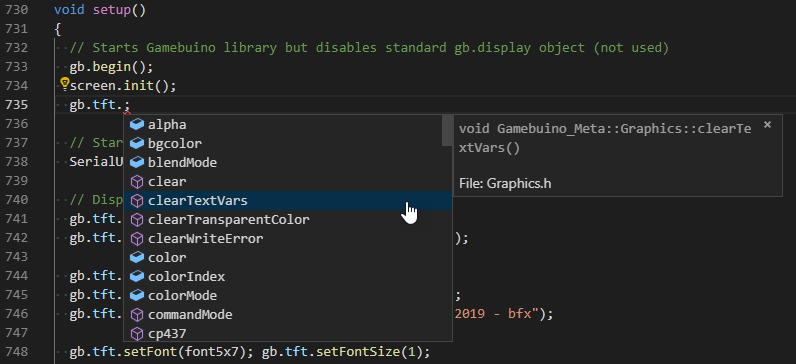 730 void setup()
731 {
732 // Starts Gamebuino library but disables standard gb.display object (not used)
733 gb.begin();
734 screen.init();
735 gb.tft.;
736
737 // Star
738 SerialU
739
740 // Disp
741 gb.tft.
742 gb.tft. );
743
744 gb.tft.
745 gb.tft. ;
746 gb.tft. 2019 - bfx");
747
748 gb.tft.setFont(font5x7); gb.tft.setFontSize(1);
alpha
bgcolor
blendMode
clear
clearTextVars
clearTransparentColor
clearWriteError
color
colorIndex
colorMode
commandMode
cp437
void Gamebuino_Meta::Graphics::clearTe
xtVars()
×
File: Graphics.h